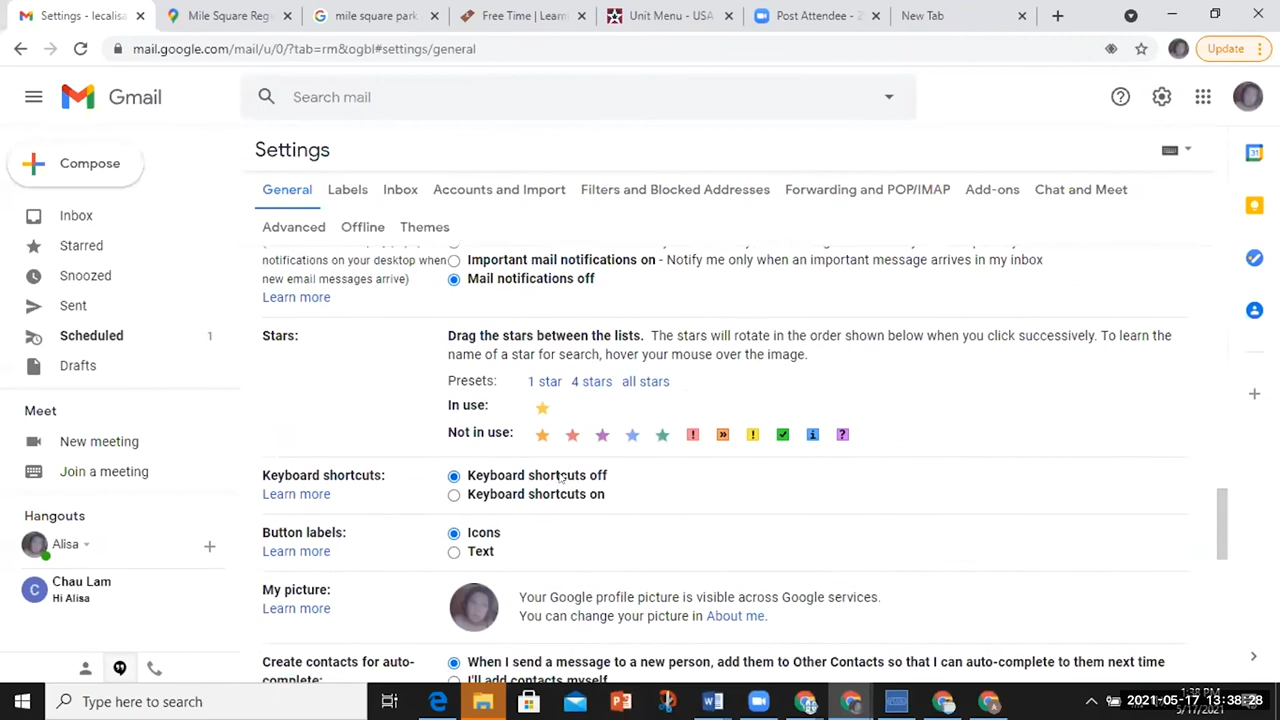 Settings - lecalisa
Mile Square Reg
mile square park
Free Time | Learn
Unit Menu - USA
Post Attendee - Z
New Tab
mail.google.com/mail/u/0/?tab=rm&ogbl#settings/general
Update
Gmail
Search mail
Compose
Settings
General Labels Inbox Accounts and Import Filters and Blocked Addresses Forwarding and POP/IMAP Add-ons Chat and Meet
Advanced Offline Themes
Inbox
Starred
Snoozed
Sent
Scheduled 1
Drafts
Meet
New meeting
Join a meeting
Hangouts
Alisa
C Chau Lam
Hi Alisa
notifications on your desktop when
new email messages arrive)
Learn more
Important mail notifications on - Notify me only when an important message arrives in my inbox
Mail notifications off
Stars:
Drag the stars between the lists. The stars will rotate in the order shown below when you click successively. To learn the
name of a star for search, hover your mouse over the image.
Presets: 1 star 4 stars all stars
In use:
Not in use:
Keyboard shortcuts:
Learn more
Keyboard shortcuts off
Keyboard shortcuts on
Button labels:
Learn more
Icons
Text
My picture:
Learn more
Your Google profile picture is visible across Google services.
You can change your picture in About me.
Create contacts for auto-
complete:
When I send a message to a new person, add them to Other Contacts so that I can auto-complete to them next time
I'll add contacts myself
Type here to search
1:38 PM
2021-05-17 13:38:28
5/17/2021